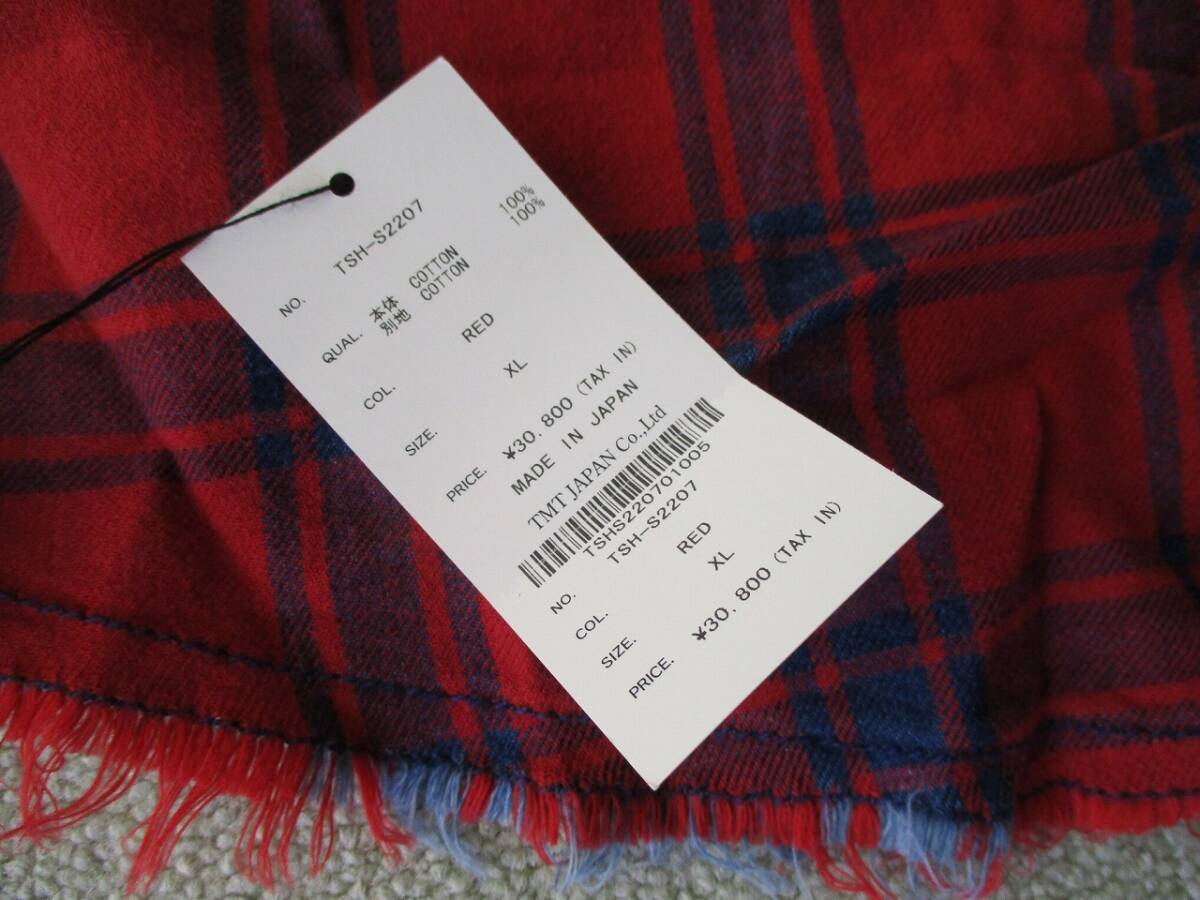 NO. TSH-S2207
QUAL. 本体 COTTON 100%
別地 COTTON 100%
COL. RED
SIZE. XL
PRICE. ¥30.800 (TAX IN)
MADE IN JAPAN
TMT JAPAN Co.,Ltd
TSHS220701005
NO. TSH-S2207
COL. RED
SIZE. XL
PRICE. ¥30.800 (TAX IN)